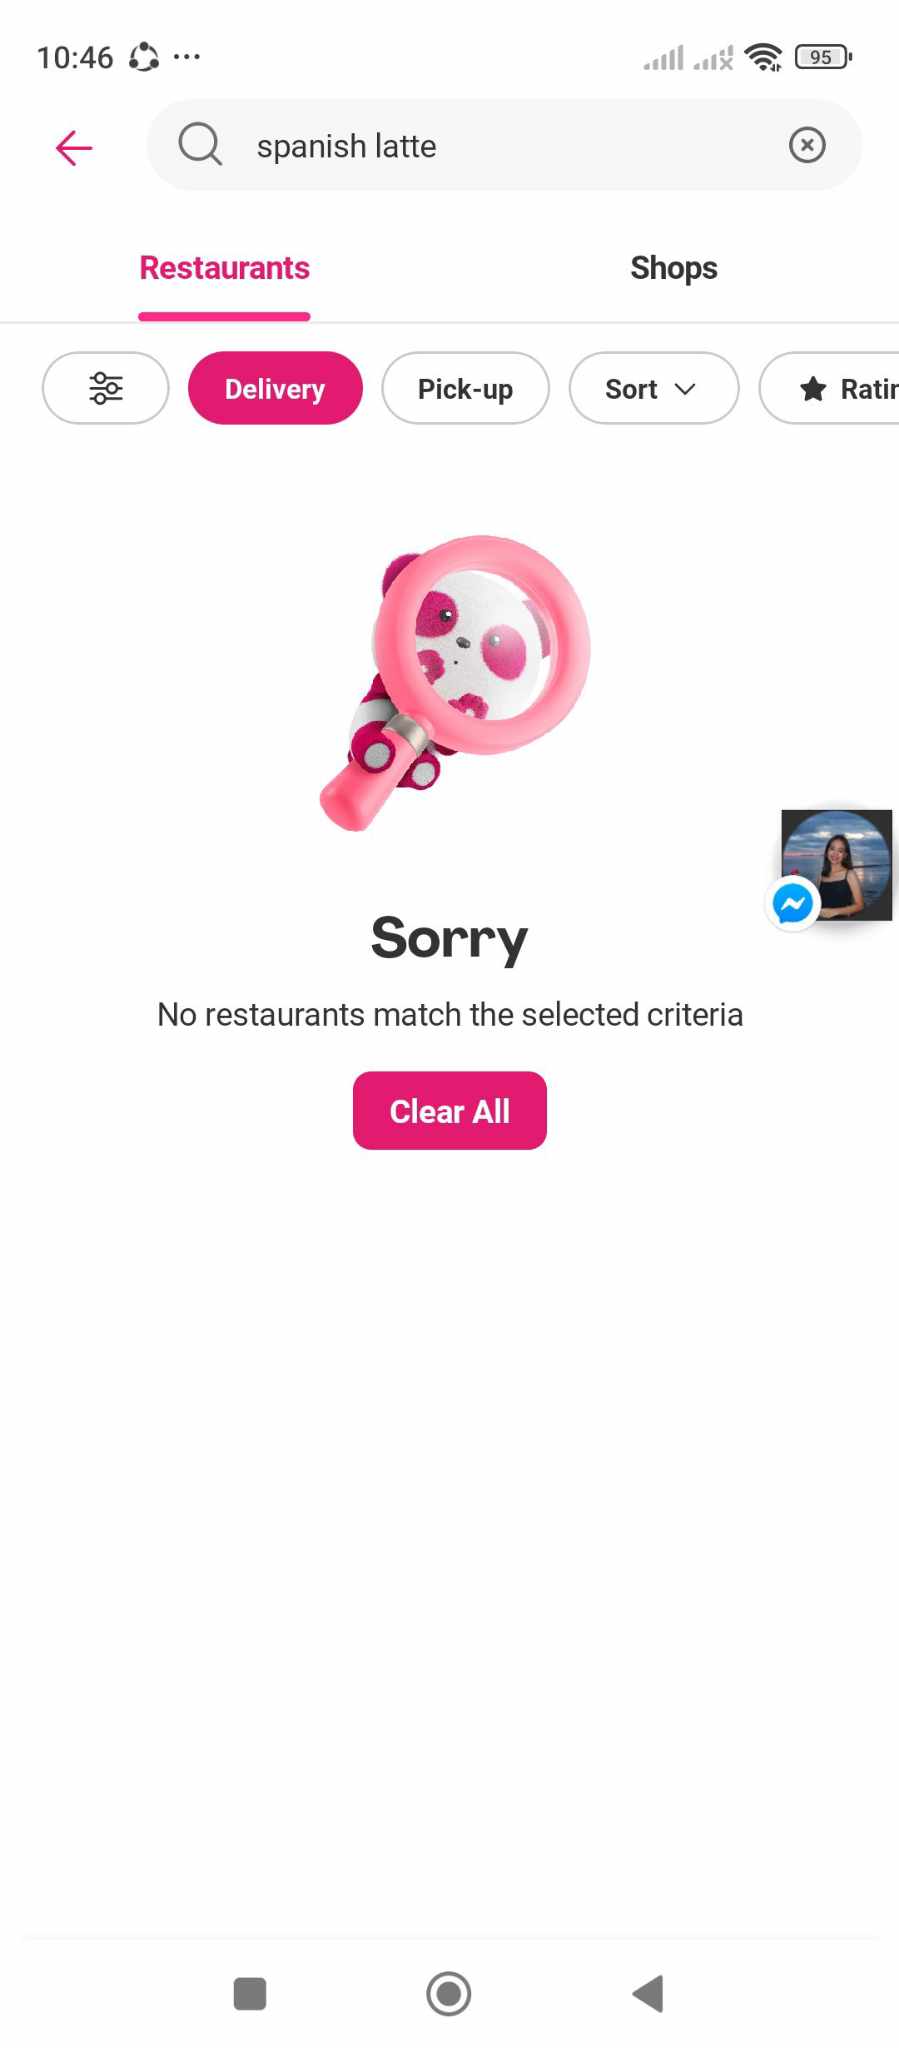 10:46
95
spanish latte
Restaurants
Shops
Delivery
Pick-up
Sort
Ratin
Sorry
No restaurants match the selected criteria
Clear All